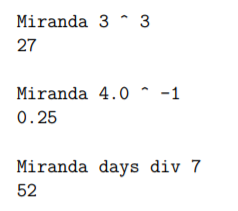 Miranda 3 ^ 3
27
Miranda 4.0 ^ -1
0.25
Miranda days div 7
52